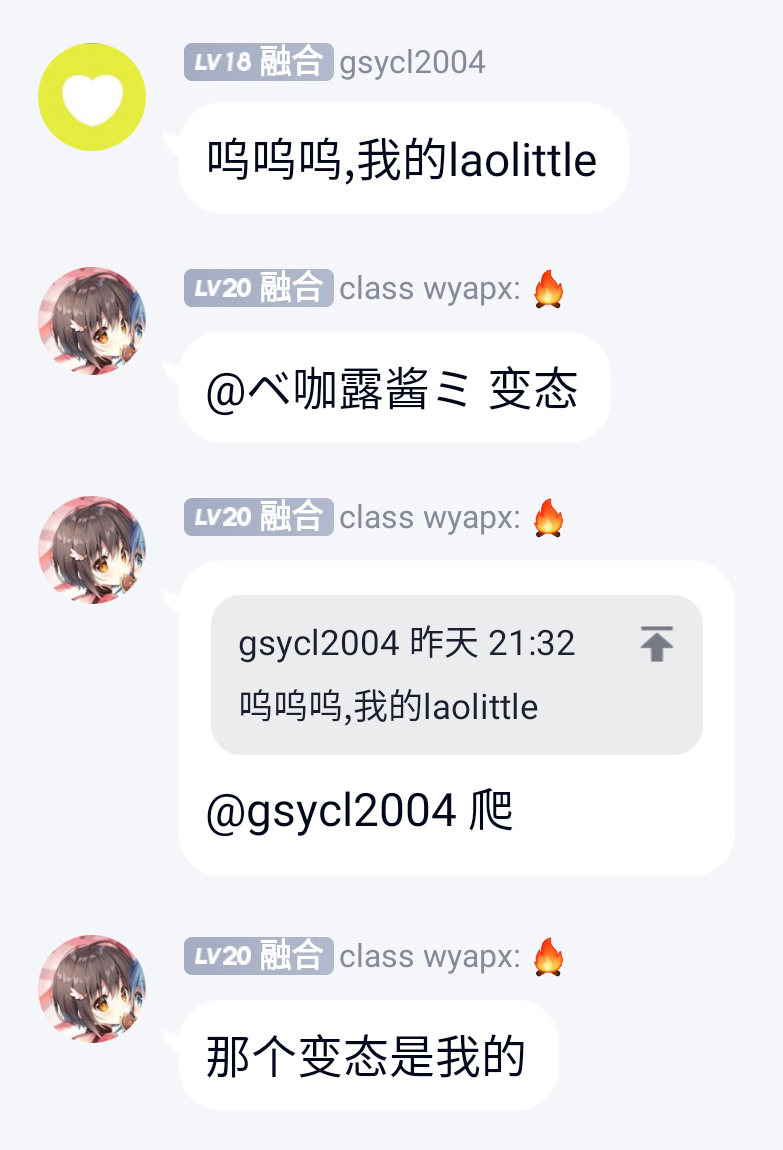 LV18 融合 gsycl2004
呜呜呜,我的laolittle
LV20 融合 class wyapx: 🔥
@ベ咖露酱ミ 变态
LV20 融合 class wyapx: 🔥
gsycl2004 昨天 21:32
呜呜呜,我的laolittle
@gsycl2004 爬
LV20 融合 class wyapx: 🔥
那个变态是我的